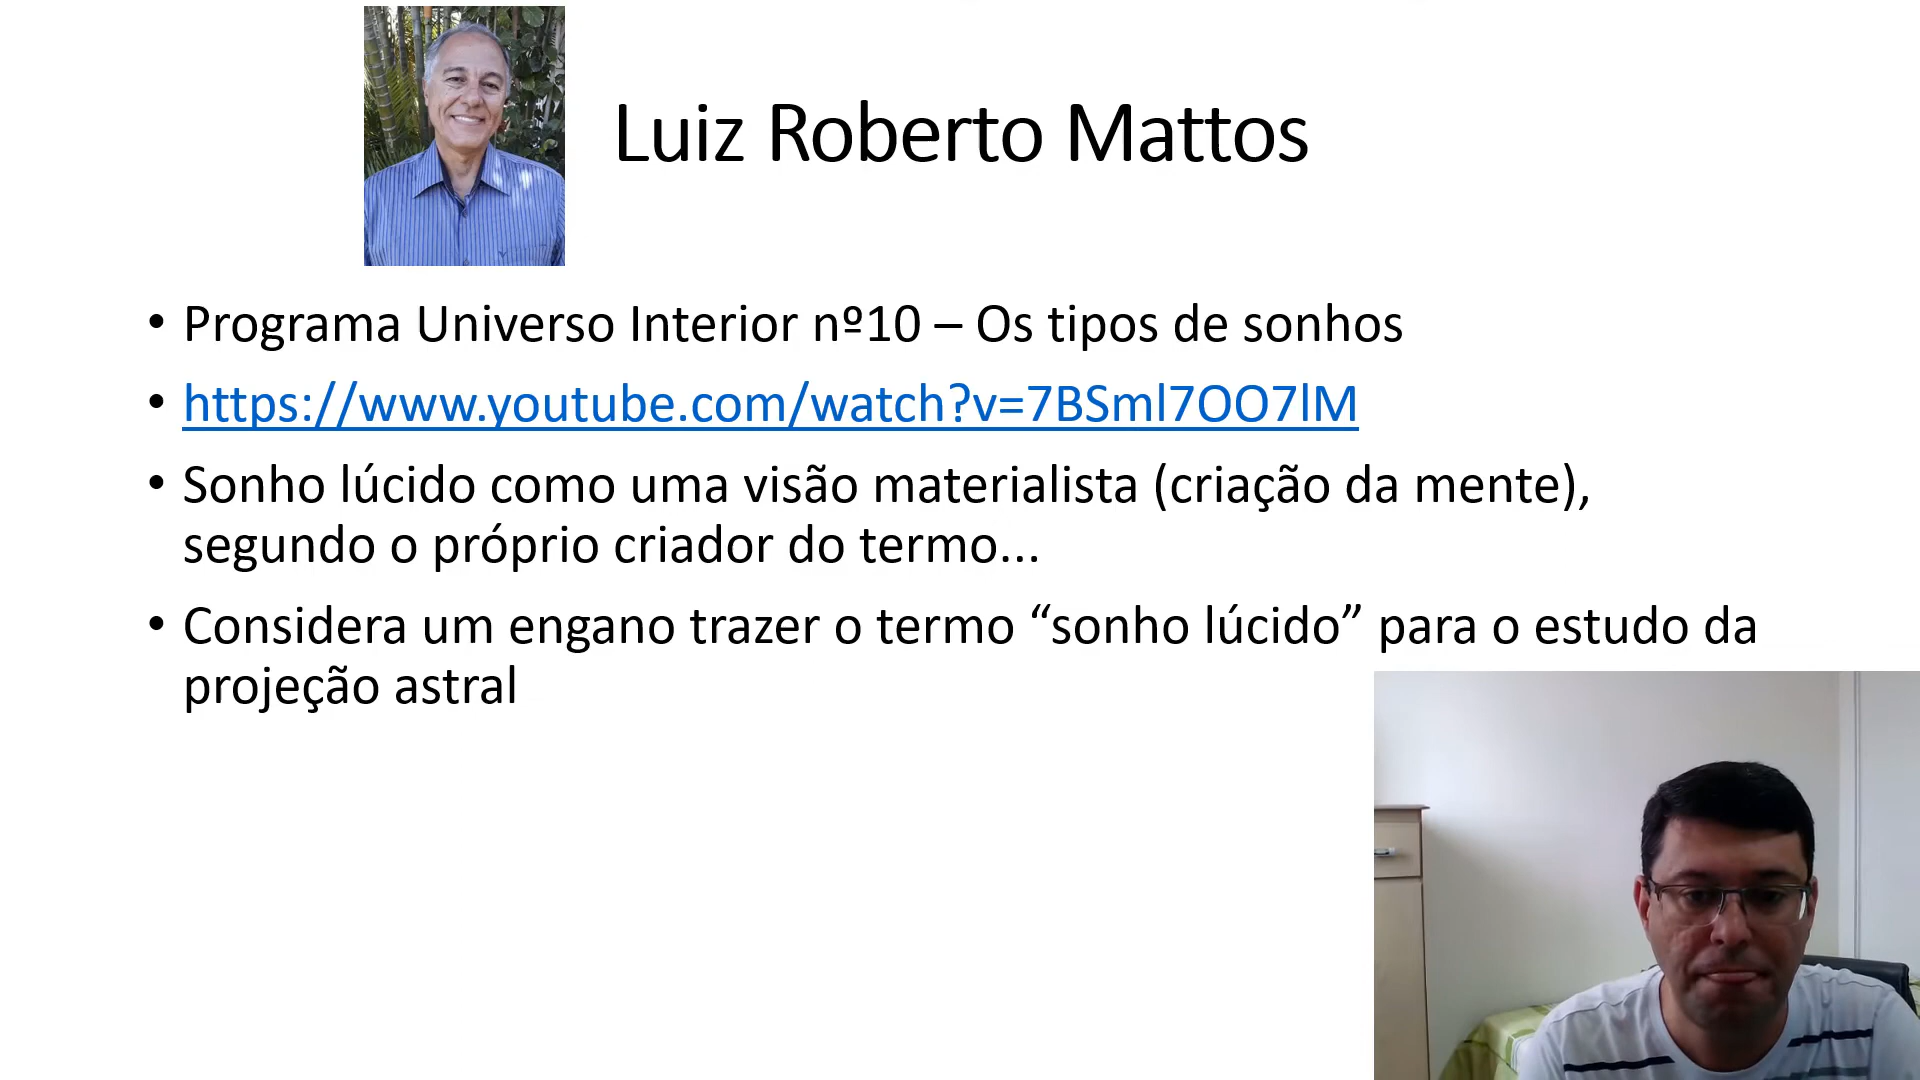 Luiz Roberto Mattos
• Programa Universo Interior nº10 – Os tipos de sonhos
• https://www.youtube.com/watch?v=7BSml7OO7lM
• Sonho lúcido como uma visão materialista (criação da mente),
segundo o próprio criador do termo...
• Considera um engano trazer o termo “sonho lúcido” para o estudo da
projeção astral